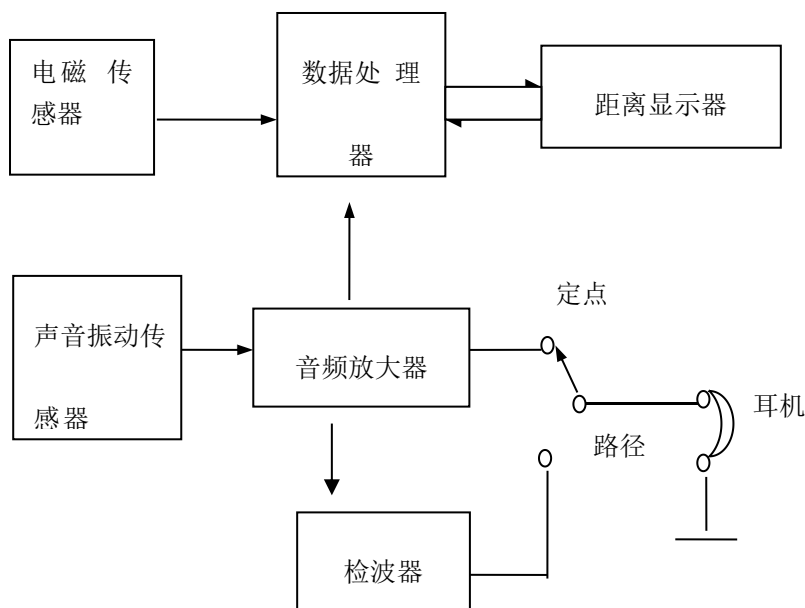 电磁 传
感器
数据处 理
器
距离显示器
声音振动传
感器
音频放大器
定点
路径
耳机
检波器